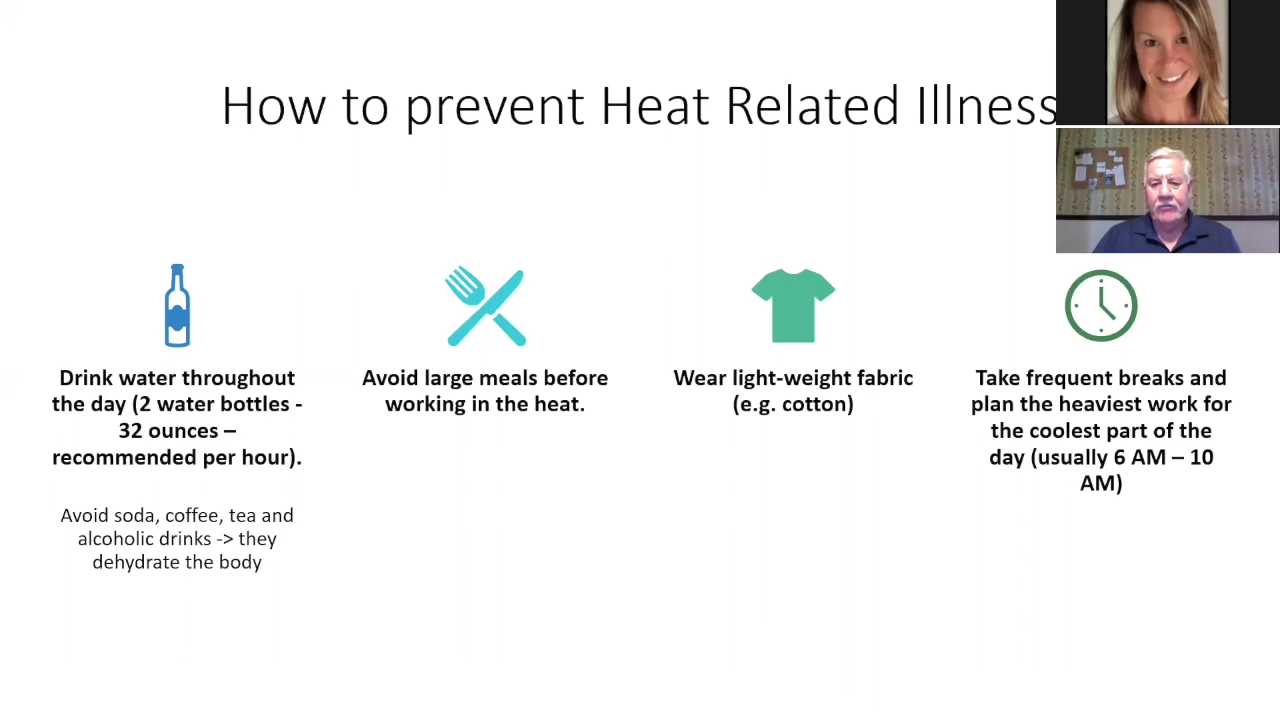 How to prevent Heat Related Illness
Drink water throughout
the day (2 water bottles -
32 ounces –
recommended per hour).
Avoid soda, coffee, tea and
alcoholic drinks -> they
dehydrate the body
Avoid large meals before
working in the heat.
Wear light-weight fabric
(e.g. cotton)
Take frequent breaks and
plan the heaviest work for
the coolest part of the
day (usually 6 AM – 10
AM)